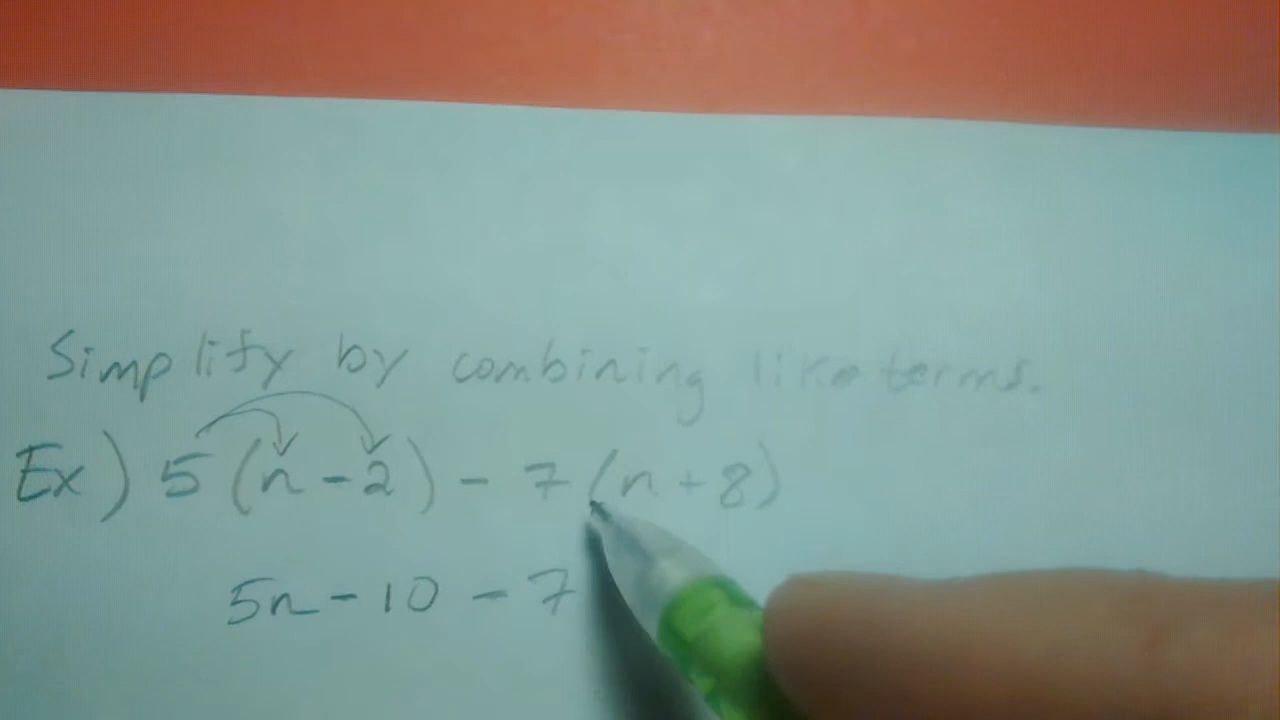 Simplify by combining like terms.
Ex) 5(n-2) - 7(n+8)
5n-10-7